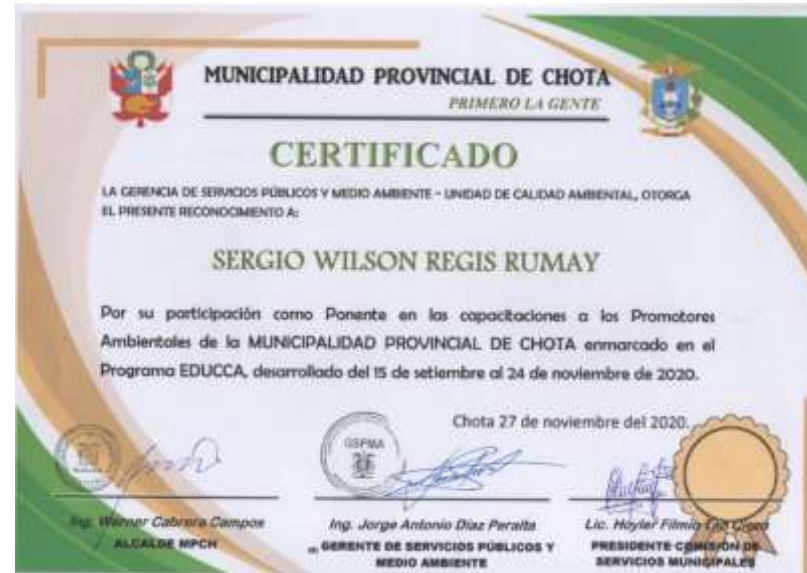 MUNICIPALIDAD PROVINCIAL DE CHOTA
PRIMERO LA GENTE
CERTIFICADO
LA GERENCIA DE SERVICIOS PÚBLICOS Y MEDIO AMBIENTE - UNIDAD DE CALIDAD AMBIENTAL, OTORGA
EL PRESENTE RECONOCIMIENTO A:
SERGIO WILSON REGIS RUMAY
Por su participación como Ponente en las capacitaciones a los Promotores
Ambientales de la MUNICIPALIDAD PROVINCIAL DE CHOTA enmarcado en el
Programa EDUCCA, desarrollado del 15 de setiembre al 24 de noviembre de 2020.
Chota 27 de noviembre del 2020.
GSPMA
Ing. Werner Cabrera Campos
ALCALDE MPCH
Ing. Jorge Antonio Díaz Peralta
(e) GERENTE DE SERVICIOS PÚBLICOS Y
MEDIO AMBIENTE
Lic. Hoyler
PRESIDENTE COMISIÓN DE
SERVICIOS MUNICIPALES